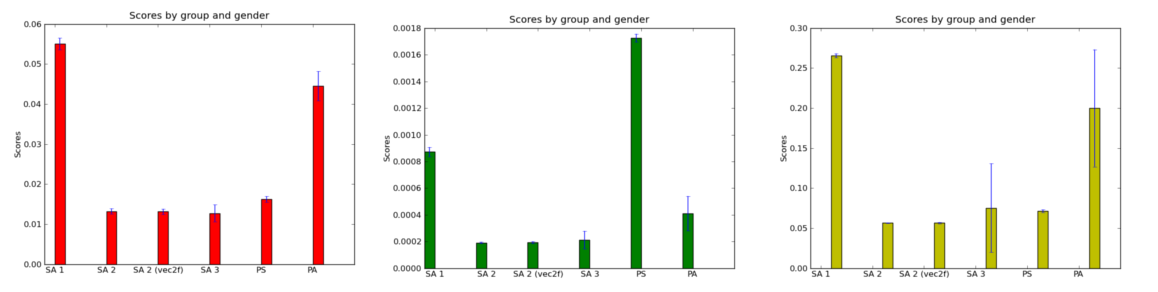 Scores by group and gender
0.06
0.05
0.04
0.03
0.02
0.01
0.00
Scores
SA 1 SA 2 SA 2 (vec2f) SA 3 PS PA
Scores by group and gender
0.0018
0.0016
0.0014
0.0012
0.0010
0.0008
0.0006
0.0004
0.0002
0.0000
Scores
SA 1 SA 2 SA 2 (vec2f) SA 3 PS PA
Scores by group and gender
0.30
0.25
0.20
0.15
0.10
0.05
0.00
Scores
SA 1 SA 2 SA 2 (vec2f) SA 3 PS PA